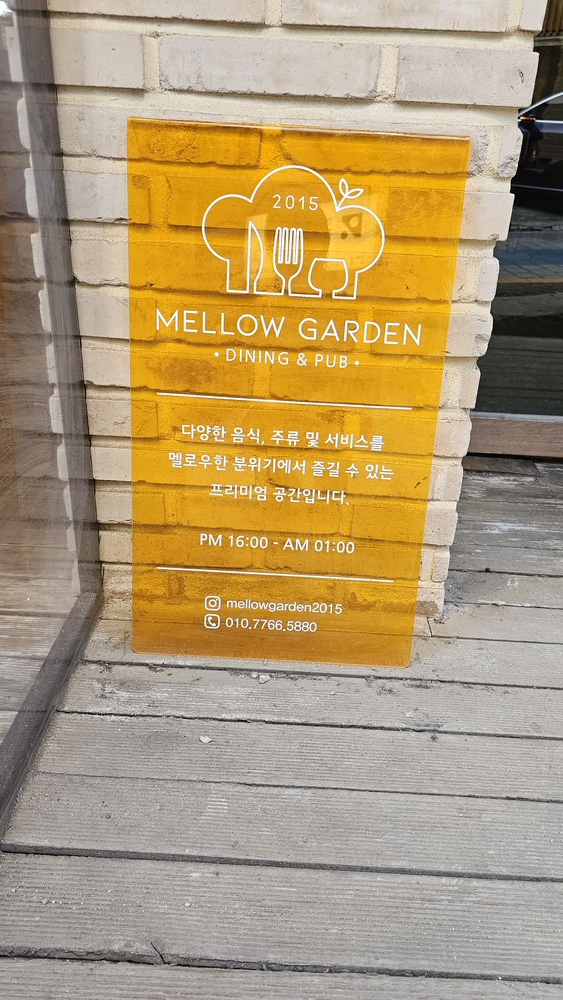 2015
MELLOW GARDEN
• DINING & PUB •
다양한 음식, 주류 및 서비스를
멜로우한 분위기에서 즐길 수 있는
프리미엄 공간입니다.
PM 16:00 - AM 01:00
mellowgarden2015
010.7766.5880